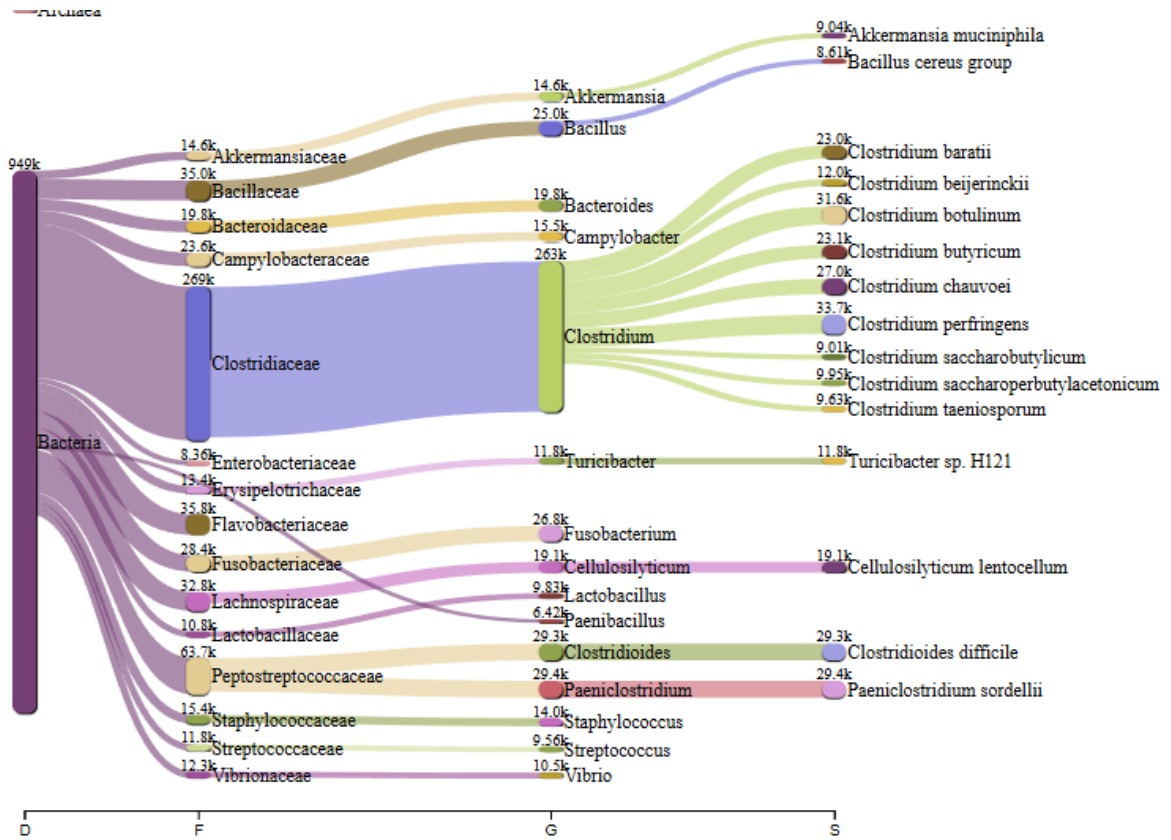 Archaea
949k
Bacteria
14.6k
Akkermansiaceae
35.0k
Bacillaceae
19.8k
Bacteroidaceae
23.6k
Campylobacteraceae
269k
Clostridiaceae
8.36k
Enterobacteriaceae
13.4k
Erysipelotrichaceae
35.8k
Flavobacteriaceae
28.4k
Fusobacteriaceae
32.8k
Lachnospiraceae
10.8k
Lactobacillaceae
63.7k
Peptostreptococcaceae
15.4k
Staphylococcaceae
11.8k
Streptococcaceae
12.3k
Vibrionaceae
14.6k
Akkermansia
25.0k
Bacillus
19.8k
Bacteroides
15.5k
Campylobacter
263k
Clostridium
11.8k
Turicibacter
26.8k
Fusobacterium
19.1k
Cellulosilyticum
9.83k
Lactobacillus
6.42k
Paenibacillus
29.3k
Clostridioides
29.4k
Paeniclostridium
14.0k
Staphylococcus
9.56k
Streptococcus
10.5k
Vibrio
9.04k
Akkermansia muciniphila
8.61k
Bacillus cereus group
23.0k
Clostridium baratii
12.0k
Clostridium beijerinckii
31.6k
Clostridium botulinum
23.1k
Clostridium butyricum
27.0k
Clostridium chauvoei
33.7k
Clostridium perfringens
9.01k
Clostridium saccharobutylicum
9.95k
Clostridium saccharoperbutylacetonicum
9.63k
Clostridium taeniosporum
11.8k
Turicibacter sp. H121
19.1k
Cellulosilyticum lentocellum
29.3k
Clostridioides difficile
29.4k
Paeniclostridium sordellii
D F G S